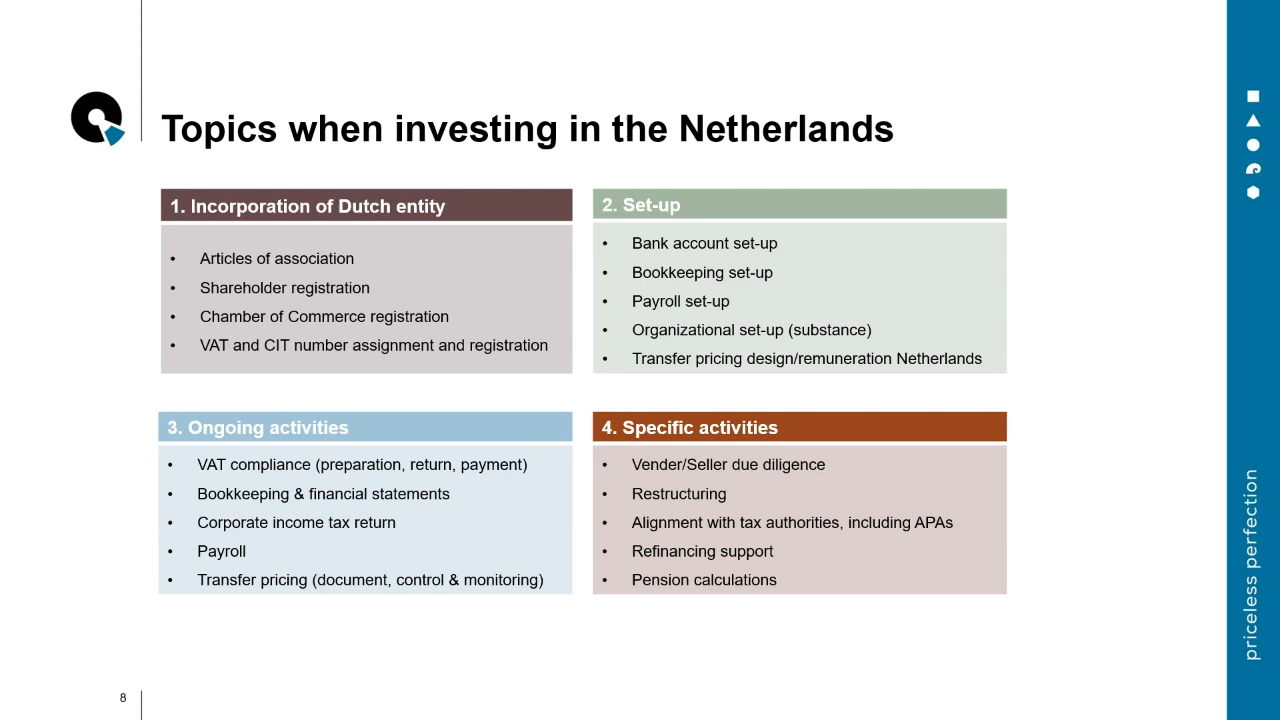 Topics when investing in the Netherlands
1. Incorporation of Dutch entity
• Articles of association
• Shareholder registration
• Chamber of Commerce registration
• VAT and CIT number assignment and registration
2. Set-up
• Bank account set-up
• Bookkeeping set-up
• Payroll set-up
• Organizational set-up (substance)
• Transfer pricing design/remuneration Netherlands
3. Ongoing activities
• VAT compliance (preparation, return, payment)
• Bookkeeping & financial statements
• Corporate income tax return
• Payroll
• Transfer pricing (document, control & monitoring)
4. Specific activities
• Vender/Seller due diligence
• Restructuring
• Alignment with tax authorities, including APAs
• Refinancing support
• Pension calculations
priceless perfection
8